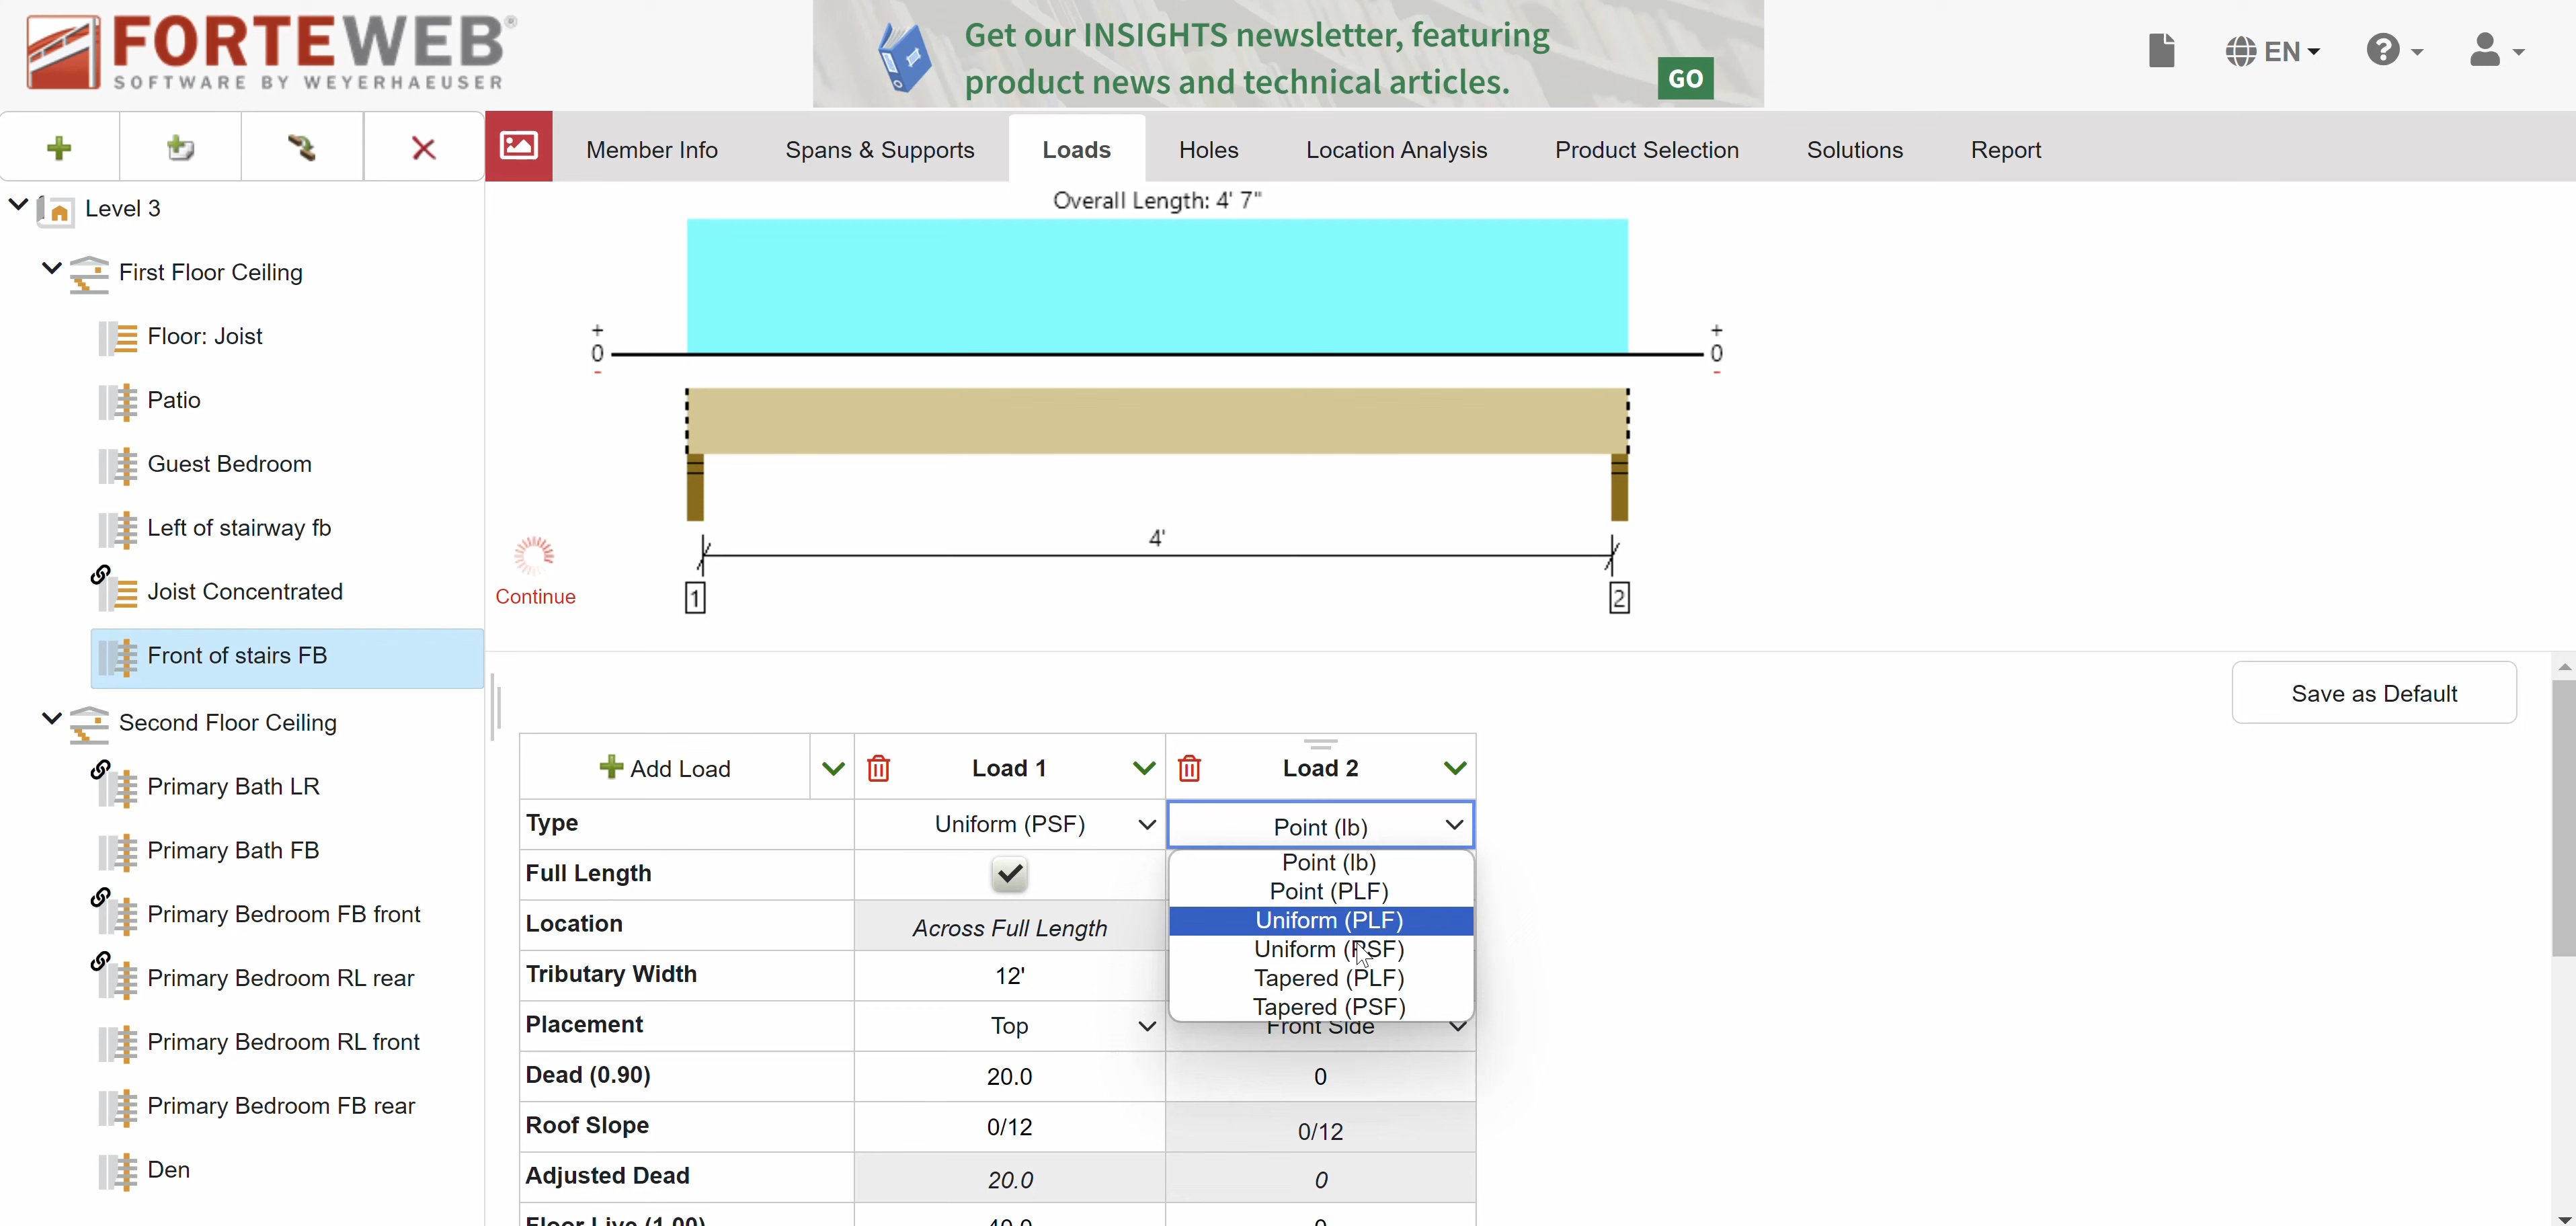 FORTEWEB®
SOFTWARE BY WEYERHAEUSER
Get our INSIGHTS newsletter, featuring
product news and technical articles.
GO
EN
Member Info
Spans & Supports
Loads
Holes
Location Analysis
Product Selection
Solutions
Report
Level 3
First Floor Ceiling
Floor: Joist
Patio
Guest Bedroom
Left of stairway fb
Joist Concentrated
Front of stairs FB
Second Floor Ceiling
Primary Bath LR
Primary Bath FB
Primary Bedroom FB front
Primary Bedroom RL rear
Primary Bedroom RL front
Primary Bedroom FB rear
Den
Overall Length: 4' 7"
+
0
-
+
0
-
4'
1
2
Continue
Save as Default
Add Load
Load 1
Load 2
Type
Uniform (PSF)
Point (lb)
Point (lb)
Point (PLF)
Uniform (PLF)
Uniform (PSF)
Tapered (PLF)
Tapered (PSF)
Full Length
Location
Across Full Length
Tributary Width
12'
Placement
Top
Front Side
Dead (0.90)
20.0
0
Roof Slope
0/12
0/12
Adjusted Dead
20.0
0
Floor Live (1.00)
40.0
0